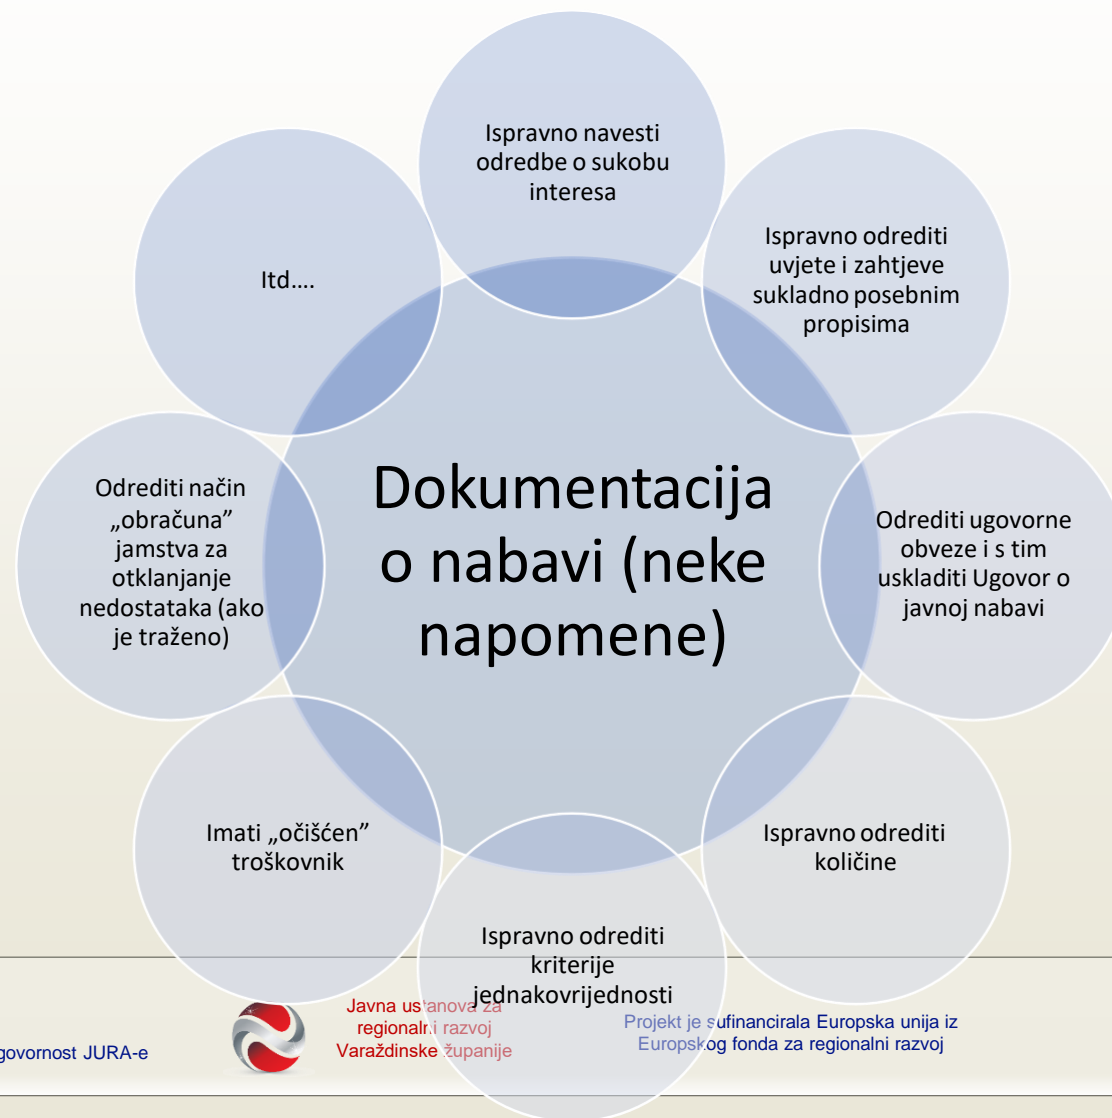 Ispravno navesti
odredbe o sukobu
interesa
Ispravno odrediti
uvjete i zahtjeve
sukladno posebnim
propisima
Odrediti ugovorne
obveze i s tim
uskladiti Ugovor o
javnoj nabavi
Ispravno odrediti
količine
Ispravno odrediti
kriterije
jednakovrijednosti
Imati „očišćen”
troškovnik
Odrediti način
„obračuna”
jamstva za
otklanjanje
nedostataka (ako
je traženo)
Itd....
Dokumentacija
o nabavi (neke
napomene)
govornost JURA-e
Javna ustanova za
regionalni razvoj
Varaždinske županije
Projekt je sufinancirala Europska unija iz
Europskog fonda za regionalni razvoj